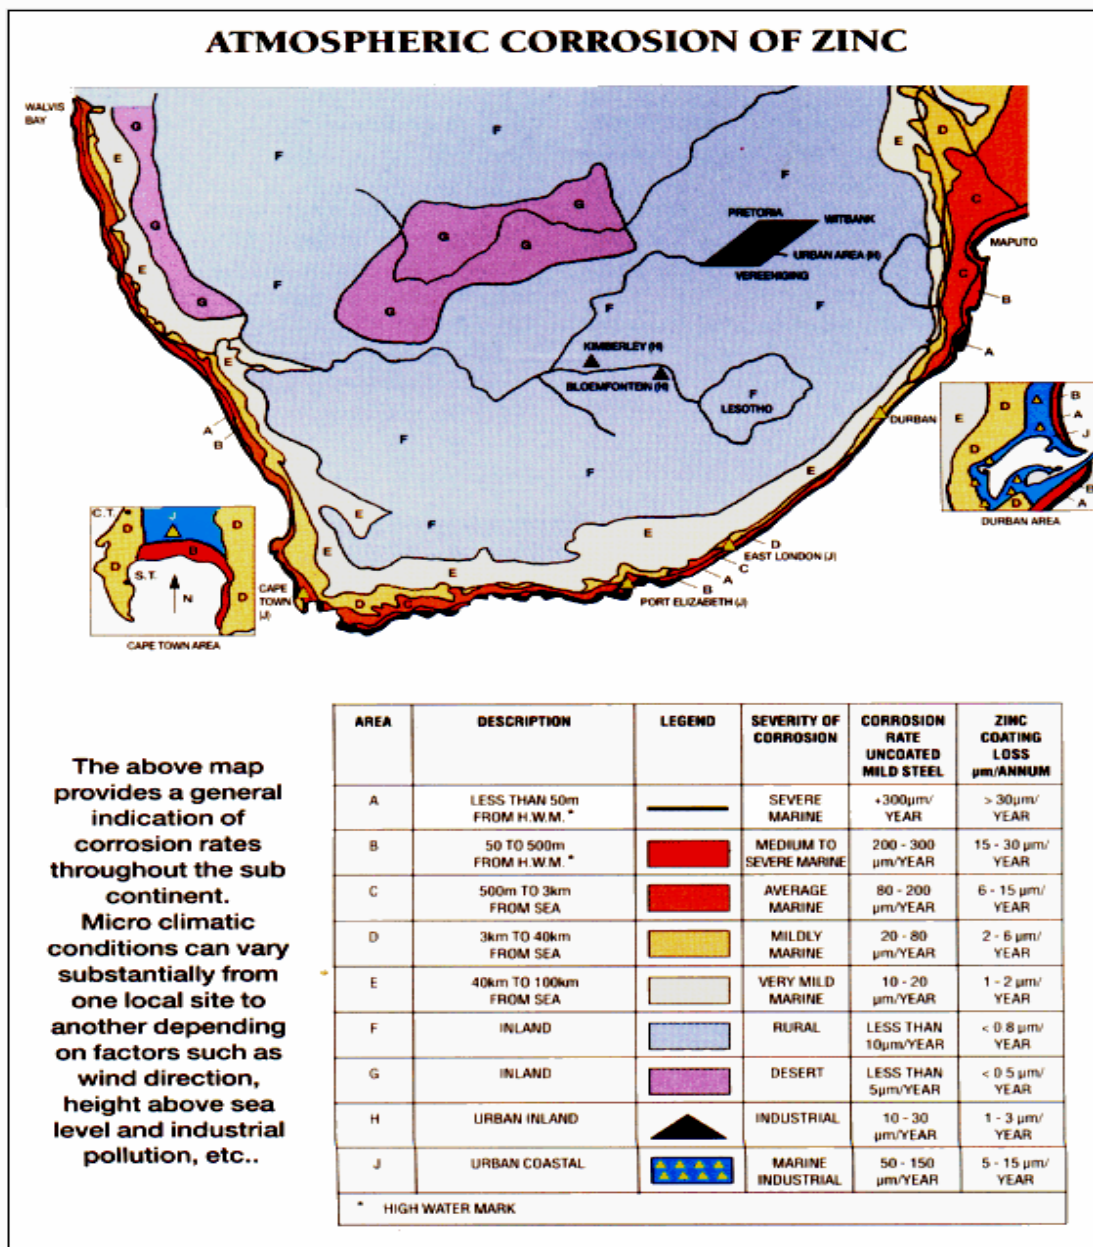 ATMOSPHERIC CORROSION OF ZINC
WALVIS
BAY
G
E
F
F
F
E
D
C
G
G
G
G
E
G
G
F
F
F
F
PRETORIA
WITBANK
URBAN AREA (H)
VEREENIGING
MAPUTO
C
B
A
KIMBERLEY (H)
BLOEMFONTEIN (H)
F
LESOTHO
E
A
B
F
F
F
E
E
E
E
E
DURBAN
D
EAST LONDON (J)
C
A
B
PORT ELIZABETH (J)
CAPE
TOWN
(J)
D
C
E
D
D
B
A
J
B
A
DURBAN AREA
C.T.
J
D
D
B
D
S.T.
N
D
CAPE TOWN AREA
The above map
provides a general
indication of
corrosion rates
throughout the sub
continent.
Micro climatic
conditions can vary
substantially from
one local site to
another depending
on factors such as
wind direction,
height above sea
level and industrial
pollution, etc..
AREA DESCRIPTION LEGEND SEVERITY OF CORROSION CORROSION RATE UNCOATED MILD STEEL ZINC COATING LOSS µm/ANNUM
A LESS THAN 50m FROM H.W.M.* SEVERE MARINE +300µm/ YEAR > 30µm/ YEAR
B 50 TO 500m FROM H.W.M.* MEDIUM TO SEVERE MARINE 200 - 300 µm/YEAR 15 - 30 µm/ YEAR
C 500m TO 3km FROM SEA AVERAGE MARINE 80 - 200 µm/YEAR 6 - 15 µm/ YEAR
D 3km TO 40km FROM SEA MILDLY MARINE 20 - 80 µm/YEAR 2 - 6 µm/ YEAR
E 40km TO 100km FROM SEA VERY MILD MARINE 10 - 20 µm/YEAR 1 - 2 µm/ YEAR
F INLAND RURAL LESS THAN 10µm/YEAR < 0.8 µm/ YEAR
G INLAND DESERT LESS THAN 5µm/YEAR < 0.5 µm/ YEAR
H URBAN INLAND INDUSTRIAL 10 - 30 µm/YEAR 1 - 3 µm/ YEAR
J URBAN COASTAL MARINE INDUSTRIAL 50 - 150 µm/YEAR 5 - 15 µm/ YEAR
* HIGH WATER MARK